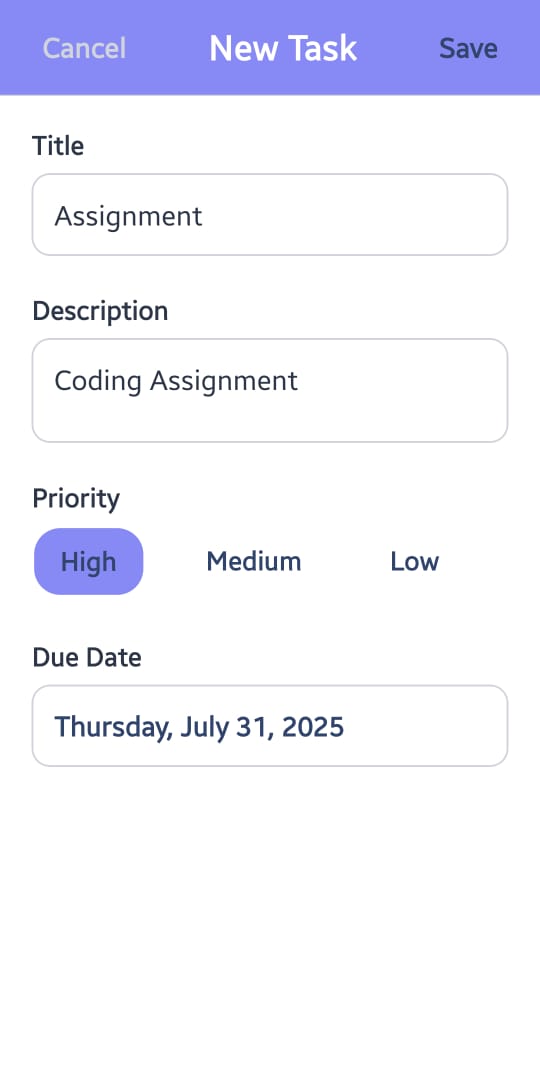 Cancel New Task Save
Title
Assignment
Description
Coding Assignment
Priority
High Medium Low
Due Date
Thursday, July 31, 2025